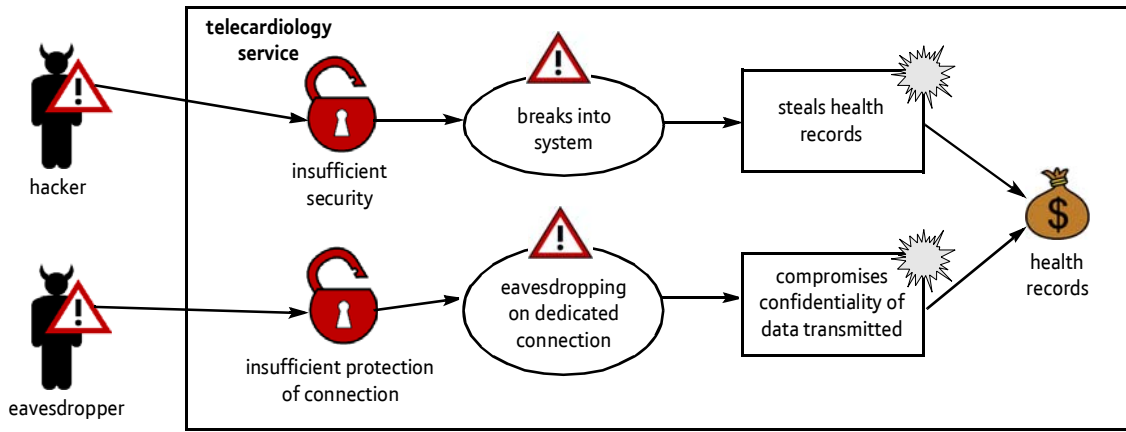 telecardiology
service
hacker
insufficient
security
breaks into
system
steals health
records
$
health
records
eavesdropper
insufficient protection
of connection
eavesdropping
on dedicated
connection
compromises
confidentiality of
data transmitted